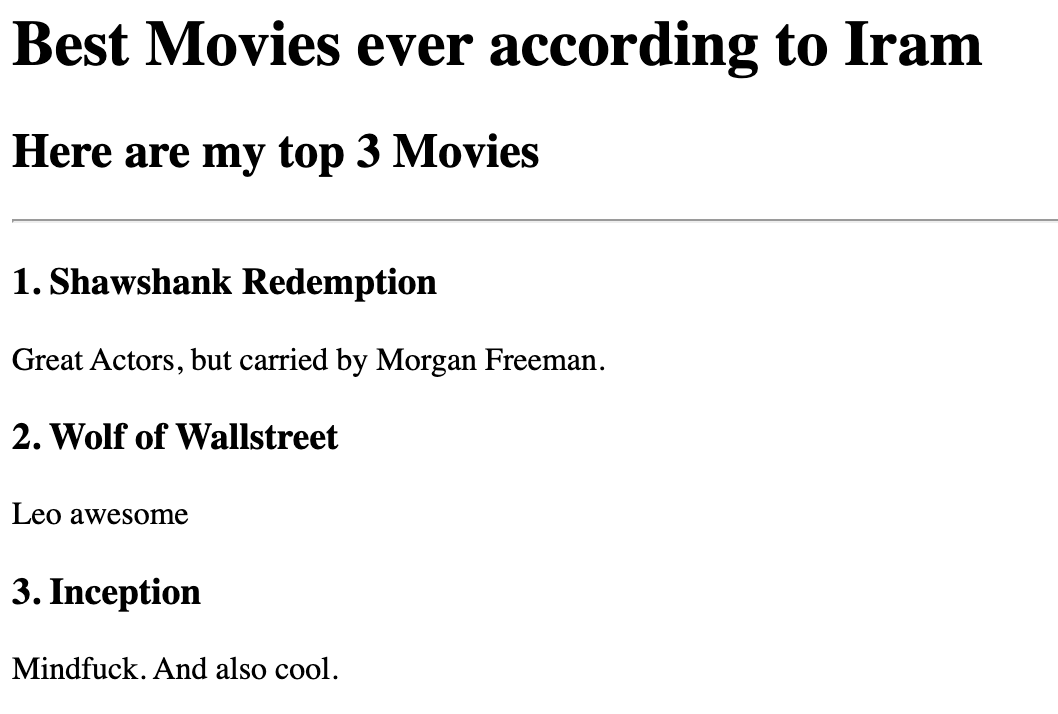 Best Movies ever according to Iram
Here are my top 3 Movies
1. Shawshank Redemption
Great Actors, but carried by Morgan Freeman.
2. Wolf of Wallstreet
Leo awesome
3. Inception
Mindfuck. And also cool.